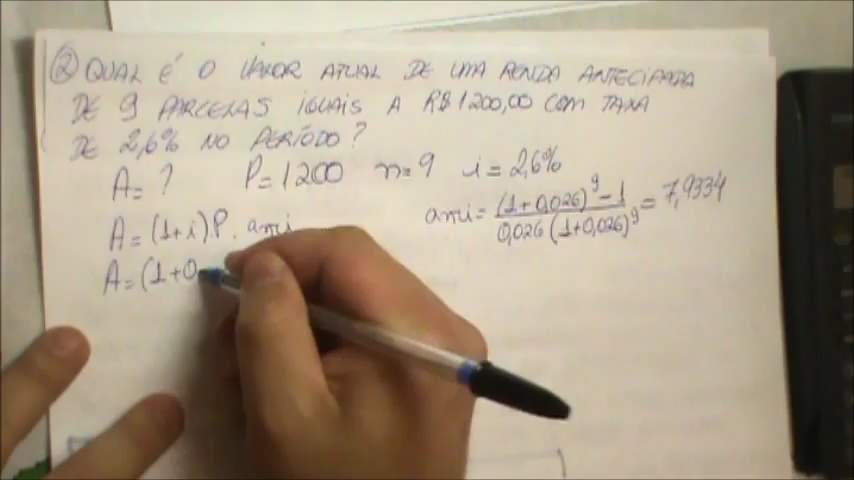 ② QUAL É O VALOR ATUAL DE UMA RENDA ANTECIPADA
DE 9 PARCELAS IGUAIS A R$1200,00 COM TAXA
DE 2,6% NO PERÍODO?
A = ? P = 1200 n = 9 i = 2,6%
A = (1+i)P. ani
ani = (1+0,026)^9 - 1 / 0,026(1+0,026)^9 = 7,9334
A = (1+0,